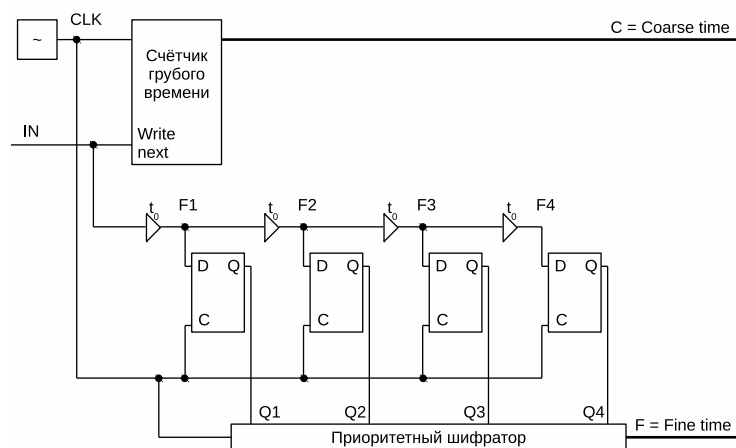 CLK
C = Coarse time
~
Счётчик
грубого
времени
IN
Write
next
t0 F1 t0 F2 t0 F3 t0 F4
D Q D Q D Q D Q
C C C C
Q1 Q2 Q3 Q4
F = Fine time
Приоритетный шифратор